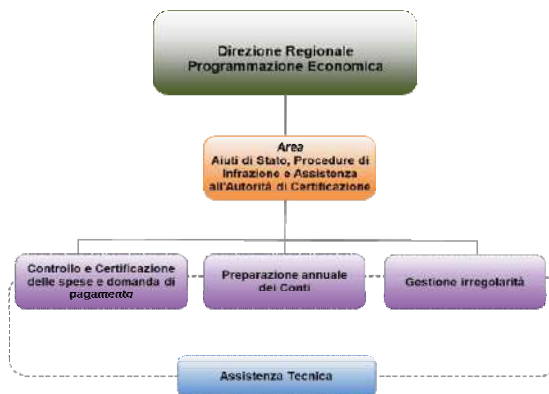 Direzione Regionale
Programmazione Economica
Area
Aiuti di Stato, Procedure di
Infrazione e Assistenza
all'Autorità di Certificazione
Controllo e Certificazione
delle spese e domanda di
pagamento
Preparazione annuale
dei Conti
Gestione irregolarità
Assistenza Tecnica